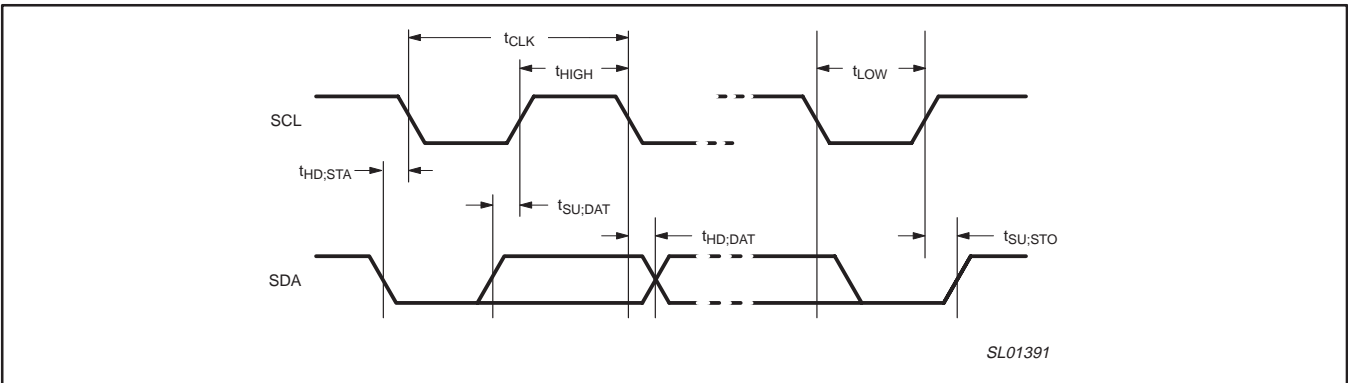 tCLK
tHIGH
tLOW
SCL
tHD;STA
tSU;DAT
tHD;DAT
tSU;STO
SDA
SL01391